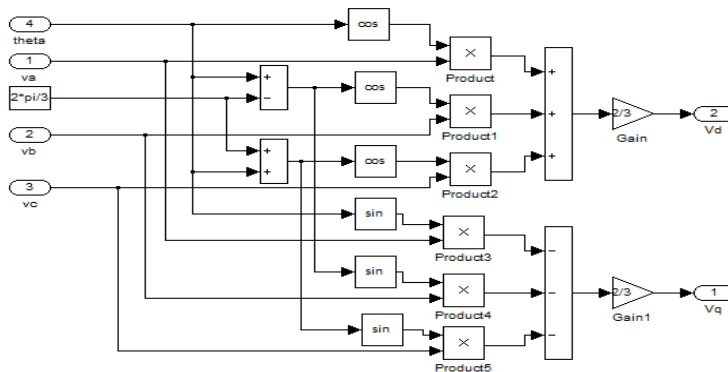 4
theta
cos
×
Product
1
va
2*pi/3
+
−
cos
×
Product1
2
vb
+
+
cos
×
Product2
3
vc
+
+
+
2/3
Gain
2
Vd
sin
×
Product3
sin
×
Product4
sin
×
Product5
−
−
−
2/3
Gain1
1
Vq